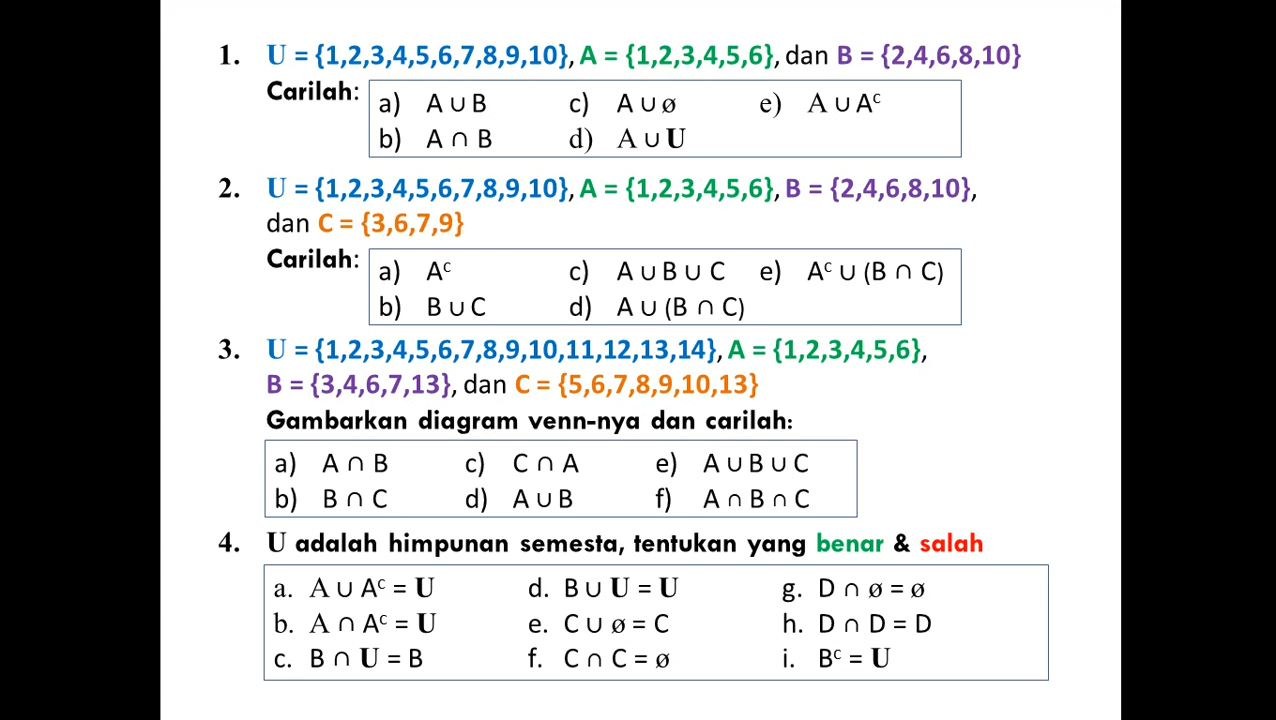 1. U = {1,2,3,4,5,6,7,8,9,10}, A = {1,2,3,4,5,6}, dan B = {2,4,6,8,10}
Carilah: a) A ∪ B c) A ∪ ø e) A ∪ Aᶜ
b) A ∩ B d) A ∪ U
2. U = {1,2,3,4,5,6,7,8,9,10}, A = {1,2,3,4,5,6}, B = {2,4,6,8,10},
dan C = {3,6,7,9}
Carilah: a) Aᶜ c) A ∪ B ∪ C e) Aᶜ ∪ (B ∩ C)
b) B ∪ C d) A ∪ (B ∩ C)
3. U = {1,2,3,4,5,6,7,8,9,10,11,12,13,14}, A = {1,2,3,4,5,6},
B = {3,4,6,7,13}, dan C = {5,6,7,8,9,10,13}
Gambarkan diagram venn-nya dan carilah:
a) A ∩ B c) C ∩ A e) A ∪ B ∪ C
b) B ∩ C d) A ∪ B f) A ∩ B ∩ C
4. U adalah himpunan semesta, tentukan yang benar & salah
a. A ∪ Aᶜ = U d. B ∪ U = U g. D ∩ ø = ø
b. A ∩ Aᶜ = U e. C ∪ ø = C h. D ∩ D = D
c. B ∩ U = B f. C ∩ C = ø i. Bᶜ = U